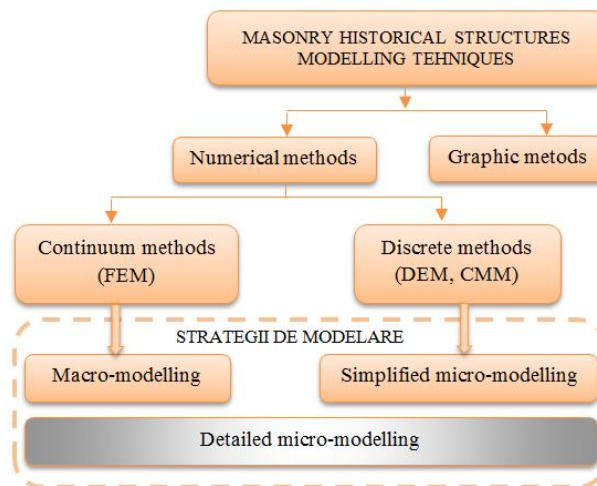 MASONRY HISTORICAL STRUCTURES
MODELLING TEHNIQUES
Numerical methods
Graphic metods
Continuum methods
(FEM)
Discrete methods
(DEM, CMM)
STRATEGII DE MODELARE
Macro-modelling
Simplified micro-modelling
Detailed micro-modelling